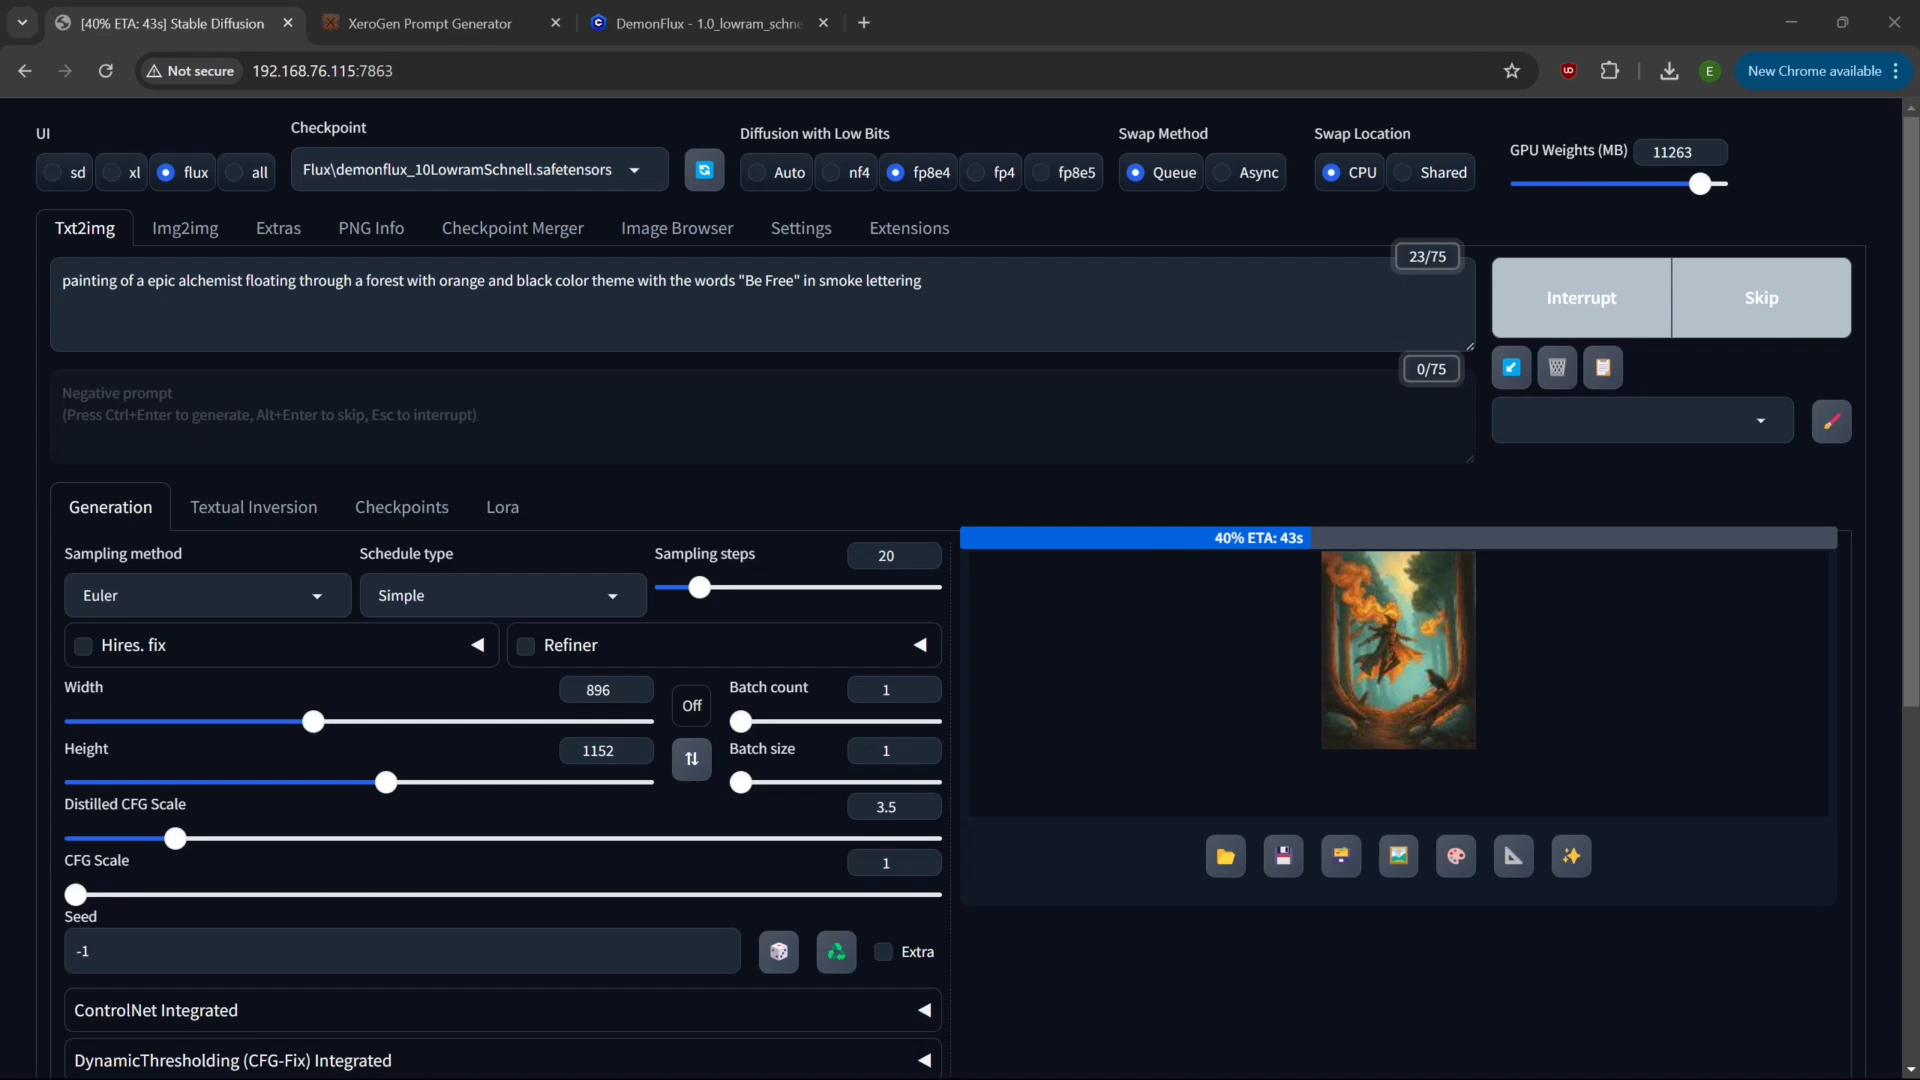 [40% ETA: 43s] Stable Diffusion
XeroGen Prompt Generator
DemonFlux - 1.0_lowram_schne
Not secure
192.168.76.115:7863
E
New Chrome available
UI
sd
xl
flux
all
Checkpoint
Flux\demonflux_10LowramSchnell.safetensors
Diffusion with Low Bits
Auto
nf4
fp8e4
fp4
fp8e5
Swap Method
Queue
Async
Swap Location
CPU
Shared
GPU Weights (MB)
11263
Txt2img
Img2img
Extras
PNG Info
Checkpoint Merger
Image Browser
Settings
Extensions
23/75
painting of a epic alchemist floating through a forest with orange and black color theme with the words "Be Free" in smoke lettering
Interrupt
Skip
0/75
Negative prompt
(Press Ctrl+Enter to generate, Alt+Enter to skip, Esc to interrupt)
Generation
Textual Inversion
Checkpoints
Lora
Sampling method
Euler
Schedule type
Simple
Sampling steps
20
40% ETA: 43s
Hires. fix
Refiner
Width
896
Off
Batch count
1
Height
1152
Batch size
1
Distilled CFG Scale
3.5
CFG Scale
1
Seed
-1
Extra
ControlNet Integrated
DynamicThresholding (CFG-Fix) Integrated